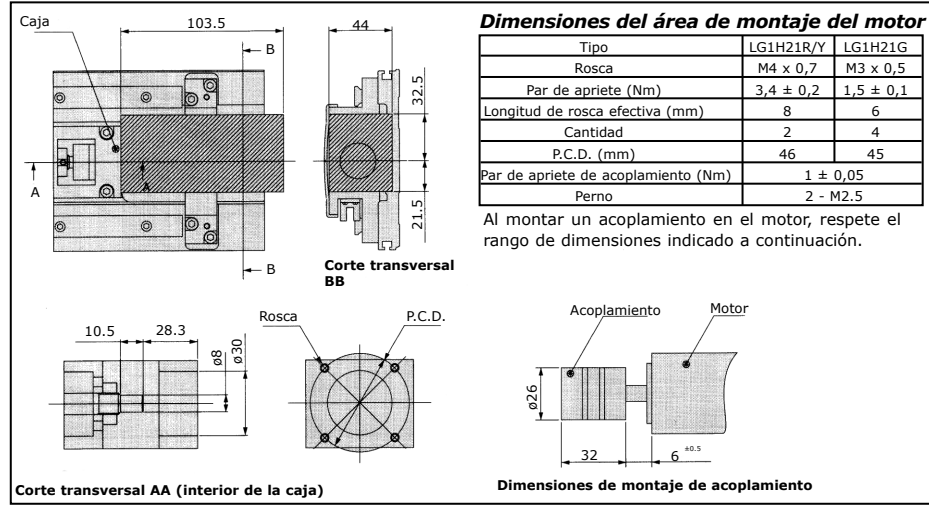 Caja
103.5
B
B
A
A
44
32.5
21.5
Corte transversal
BB
Dimensiones del área de montaje del motor
Tipo LG1H21R/Y LG1H21G
Rosca M4 x 0,7 M3 x 0,5
Par de apriete (Nm) 3,4 ± 0,2 1,5 ± 0,1
Longitud de rosca efectiva (mm) 8 6
Cantidad 2 4
P.C.D. (mm) 46 45
Par de apriete de acoplamiento (Nm) 1 ± 0,05
Perno 2 - M2.5
Al montar un acoplamiento en el motor, respete el
rango de dimensiones indicado a continuación.
10.5 28.3
ø8
ø30
Corte transversal AA (interior de la caja)
Rosca P.C.D.
Acoplamiento Motor
ø26
32
6 ±0.5
Dimensiones de montaje de acoplamiento